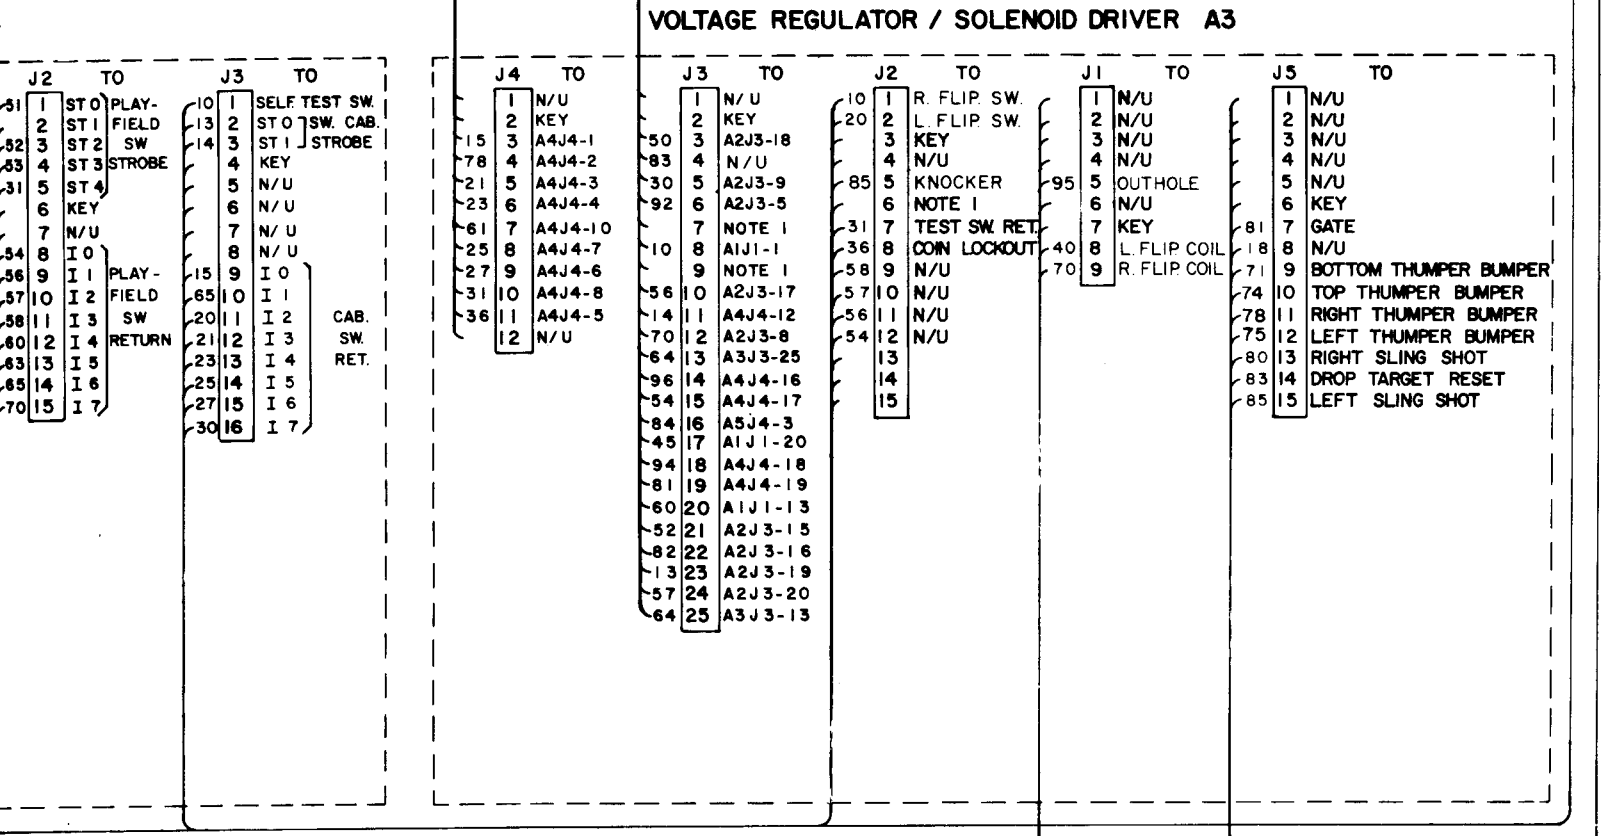 VOLTAGE REGULATOR / SOLENOID DRIVER A3
J2 TO
51 1 ST 0 PLAY-
2 ST 1 FIELD
52 3 ST 2 SW
53 4 ST 3 STROBE
31 5 ST 4
6 KEY
7 N/U
54 8 I 0
56 9 I 1 PLAY-
57 10 I 2 FIELD
58 11 I 3 SW
60 12 I 4 RETURN
63 13 I 5
65 14 I 6
70 15 I 7
J3 TO
10 1 SELF TEST SW.
13 2 ST 0 SW. CAB.
14 3 ST 1 STROBE
4 KEY
5 N/U
6 N/U
7 N/U
8 N/U
15 9 I 0
65 10 I 1
20 11 I 2 CAB.
21 12 I 3 SW.
23 13 I 4 RET.
25 14 I 5
27 15 I 6
30 16 I 7
J4 TO
1 N/U
2 KEY
15 3 A4J4-1
78 4 A4J4-2
21 5 A4J4-3
23 6 A4J4-4
61 7 A4J4-10
25 8 A4J4-7
27 9 A4J4-6
31 10 A4J4-8
36 11 A4J4-5
12 N/U
J3 TO
1 N/U
2 KEY
50 3 A2J3-18
83 4 N/U
30 5 A2J3-9
92 6 A2J3-5
7 NOTE 1
10 8 A1J1-1
9 NOTE 1
56 10 A2J3-17
14 11 A4J4-12
70 12 A2J3-8
64 13 A3J3-25
96 14 A4J4-16
54 15 A4J4-17
84 16 A5J4-3
45 17 A1J1-20
94 18 A4J4-18
81 19 A4J4-19
60 20 A1J1-13
52 21 A2J3-15
82 22 A2J3-16
13 23 A2J3-19
57 24 A2J3-20
64 25 A3J3-13
J2 TO
10 1 R. FLIP. SW.
20 2 L. FLIP. SW.
3 KEY
4 N/U
85 5 KNOCKER
6 NOTE 1
31 7 TEST SW. RET.
36 8 COIN LOCKOUT
58 9 N/U
57 10 N/U
56 11 N/U
54 12 N/U
13
14
15
J1 TO
1 N/U
2 N/U
3 N/U
4 N/U
95 5 OUTHOLE
6 N/U
7 KEY
40 8 L. FLIP. COIL
70 9 R. FLIP. COIL
J5 TO
1 N/U
2 N/U
3 N/U
4 N/U
5 N/U
6 KEY
81 7 GATE
18 8 N/U
71 9 BOTTOM THUMPER BUMPER
74 10 TOP THUMPER BUMPER
78 11 RIGHT THUMPER BUMPER
75 12 LEFT THUMPER BUMPER
80 13 RIGHT SLING SHOT
83 14 DROP TARGET RESET
85 15 LEFT SLING SHOT